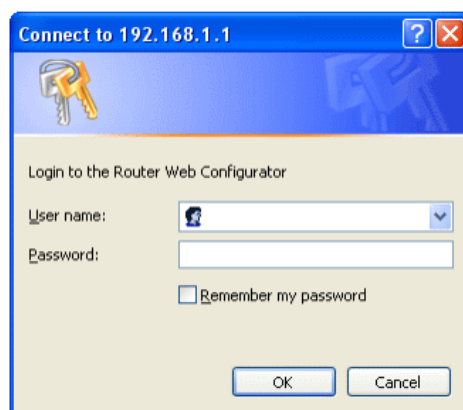 Connect to 192.168.1.1
?
Login to the Router Web Configurator
User name:
Password:
Remember my password
OK
Cancel